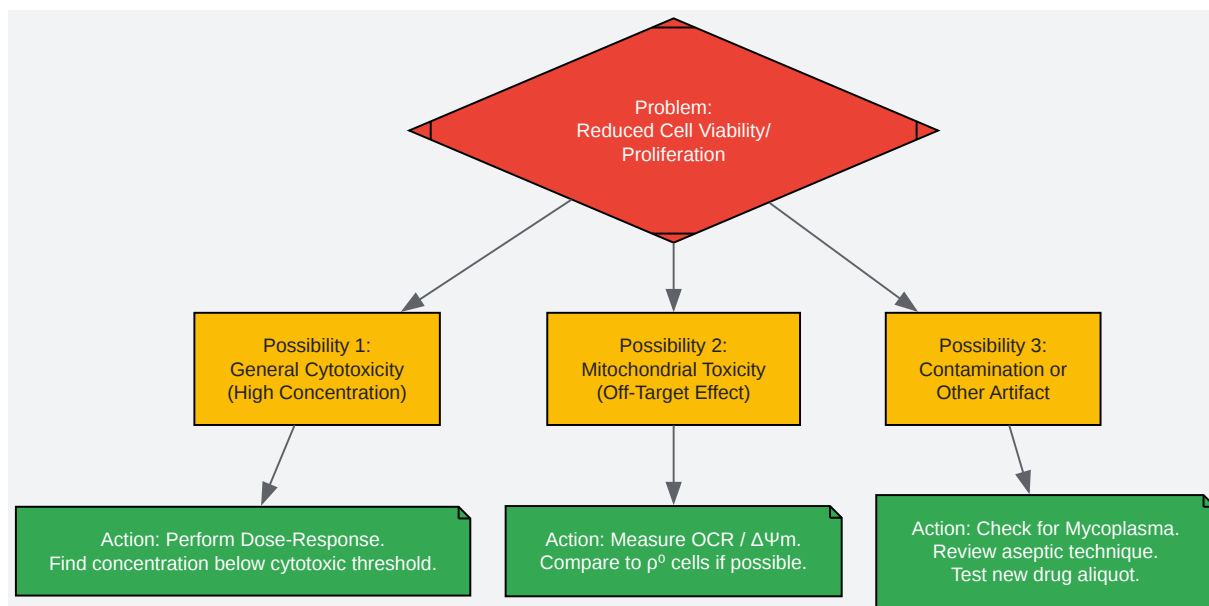 Problem:
Reduced Cell Viability/
Proliferation
Possibility 1:
General Cytotoxicity
(High Concentration)
Possibility 2:
Mitochondrial Toxicity
(Off-Target Effect)
Possibility 3:
Contamination or
Other Artifact
Action: Perform Dose-Response.
Find concentration below cytotoxic threshold.
Action: Measure OCR / ΔΨm.
Compare to ρ⁰ cells if possible.
Action: Check for Mycoplasma.
Review aseptic technique.
Test new drug aliquot.